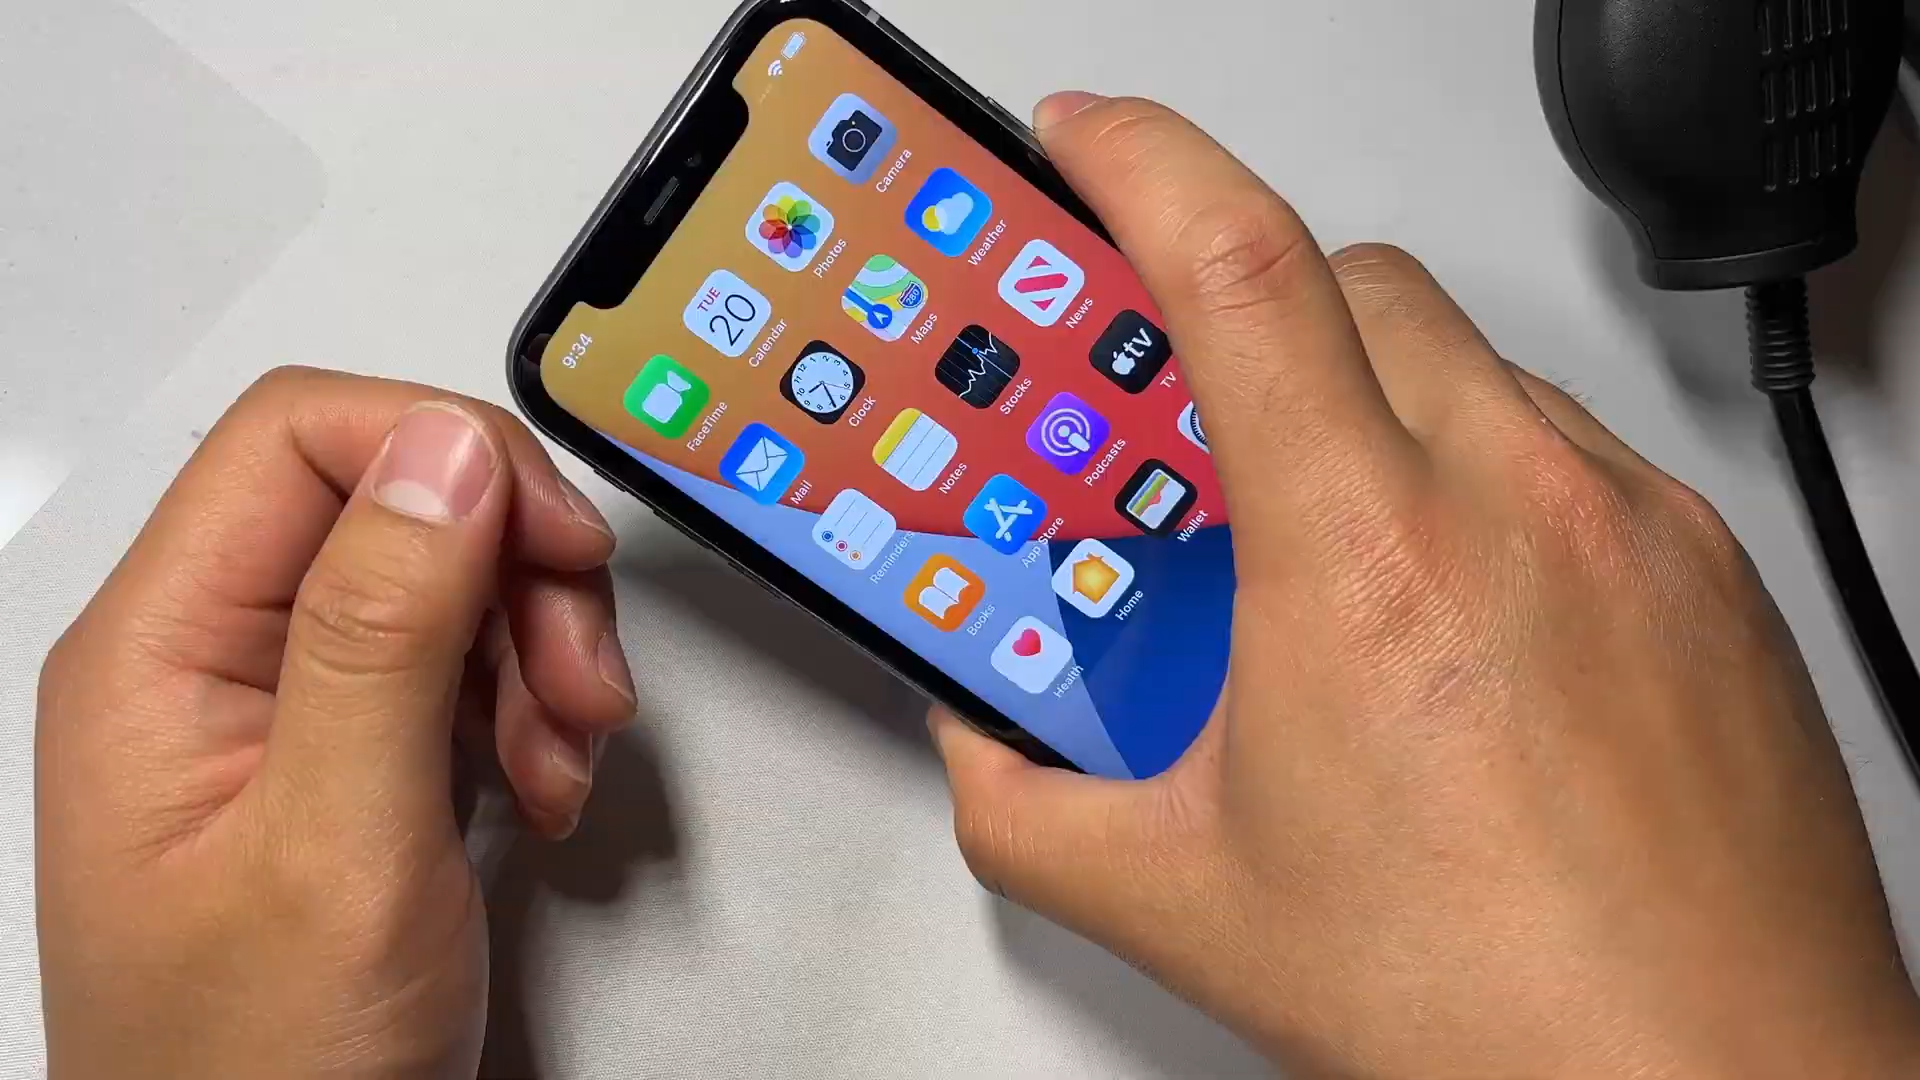 9:34
FaceTime
TUE
20
Calendar
Photos
Camera
Mail
Clock
280
Maps
Weather
Reminders
Notes
Stocks
News
Books
App Store
Podcasts
tv
TV
Health
Home
Wallet